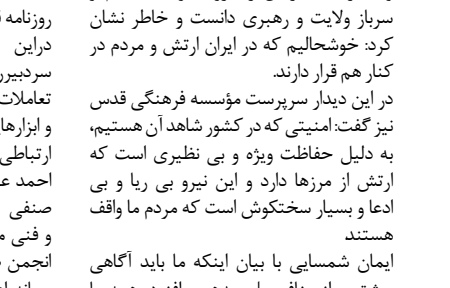 سرباز ولایت و رهبری دانست و خاطر نشان
کرد: خوشحالیم که در ایران ارتش و مردم در
کنار هم قرار دارند.
در این دیدار سرپرست مؤسسه فرهنگی قدس
نیز گفت: امنیتی که در کشور شاهد آن هستیم،
به دلیل حفاظت ویژه و بی نظیری است که
ارتش از مرزها دارد و این نیرو بی ریا و بی
ادعا و بسیار سختکوش است که مردم ما واقف
هستند
ایمان شمسایی با بیان اینکه ما باید آگاهی
روزنامه
دراین
سردبیر
تعاملات
و ابزارها
ارتباطی
احمد
صنفی
و فنی
انجمن